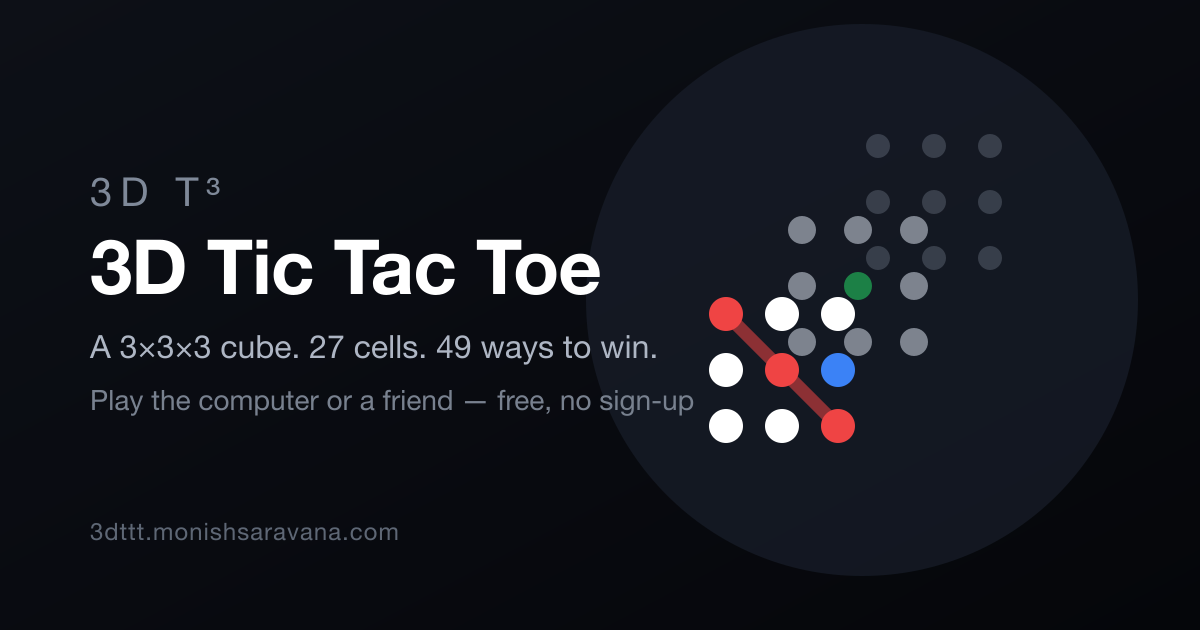 3D T³
3D Tic Tac Toe
A 3×3×3 cube. 27 cells. 49 ways to win.
Play the computer or a friend — free, no sign-up
3dttt.monishsaravana.com